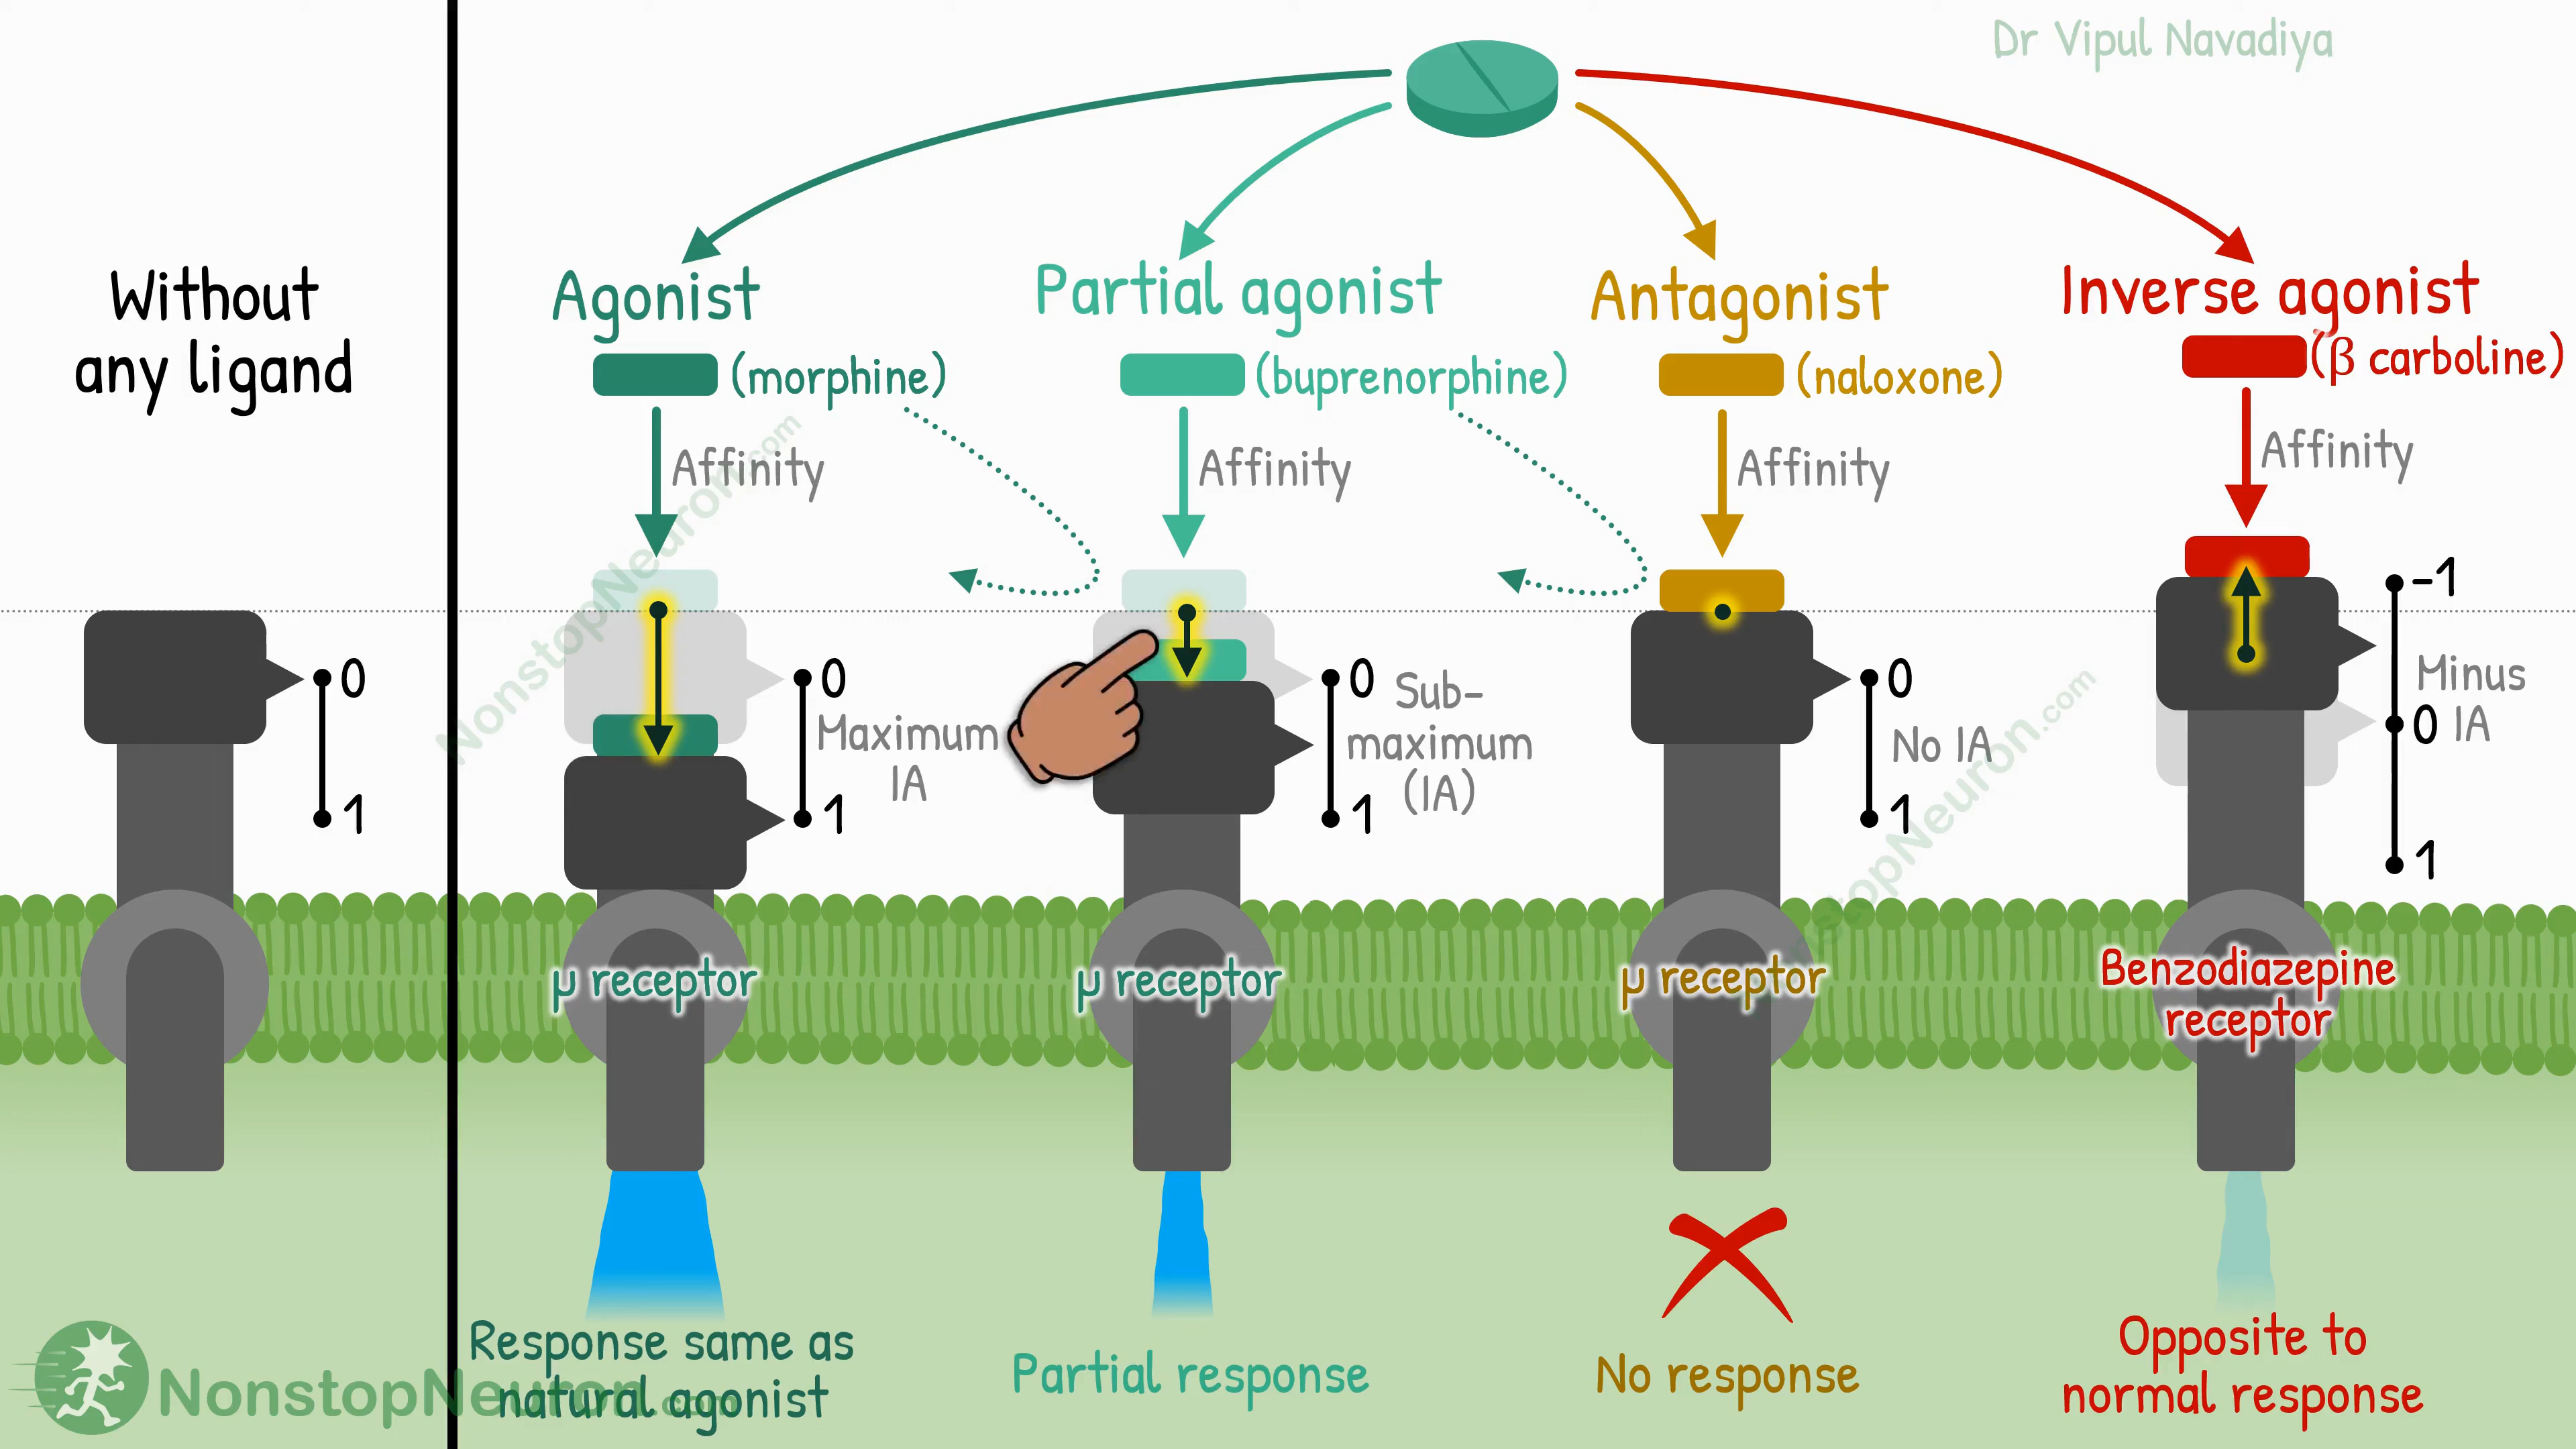 Dr Vipul Navadiya
Without
any ligand
0
1
Agonist
(morphine)
Affinity
0
Maximum
IA
1
μ receptor
Response same as
natural agonist
Partial agonist
(buprenorphine)
Affinity
0
Sub-
maximum
(IA)
1
μ receptor
Partial response
Antagonist
(naloxone)
Affinity
0
No IA
1
μ receptor
No response
Inverse agonist
(β carboline)
Affinity
-1
Minus
0 IA
1
Benzodiazepine
receptor
Opposite to
normal response
NonstopNeuron.com
NonstopNeuron.com
NonstopNeuron.com